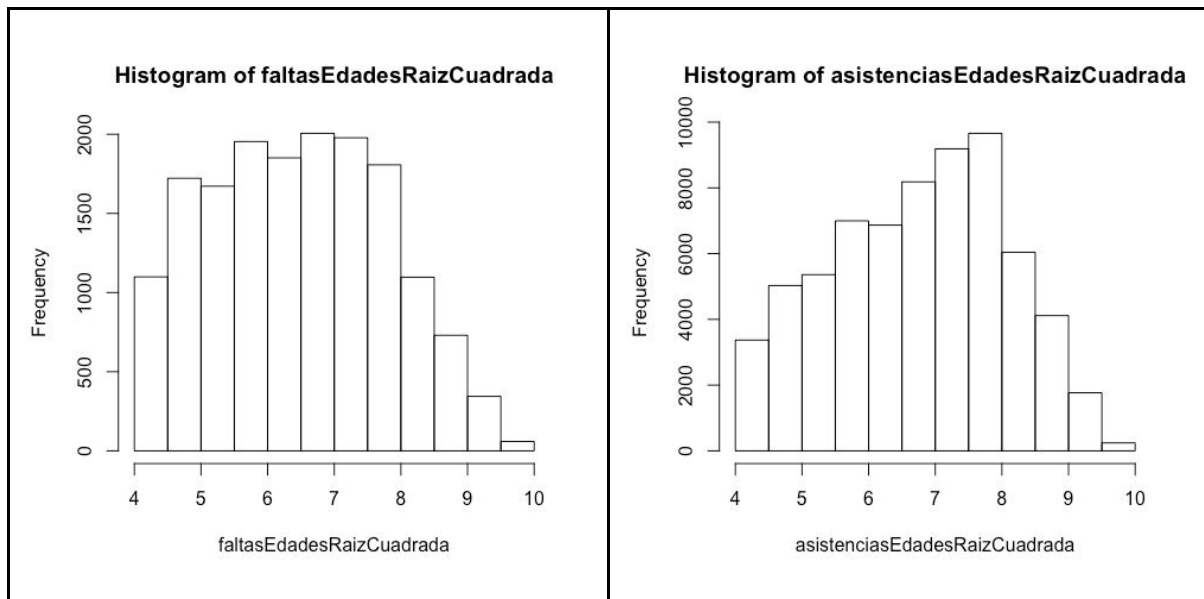 Histogram of faltasEdadesRaizCuadrada
Frequency
2000
1500
1000
500
0
4 5 6 7 8 9 10
faltasEdadesRaizCuadrada
Histogram of asistenciasEdadesRaizCuadrada
Frequency
10000
8000
6000
4000
2000
0
4 5 6 7 8 9 10
asistenciasEdadesRaizCuadrada